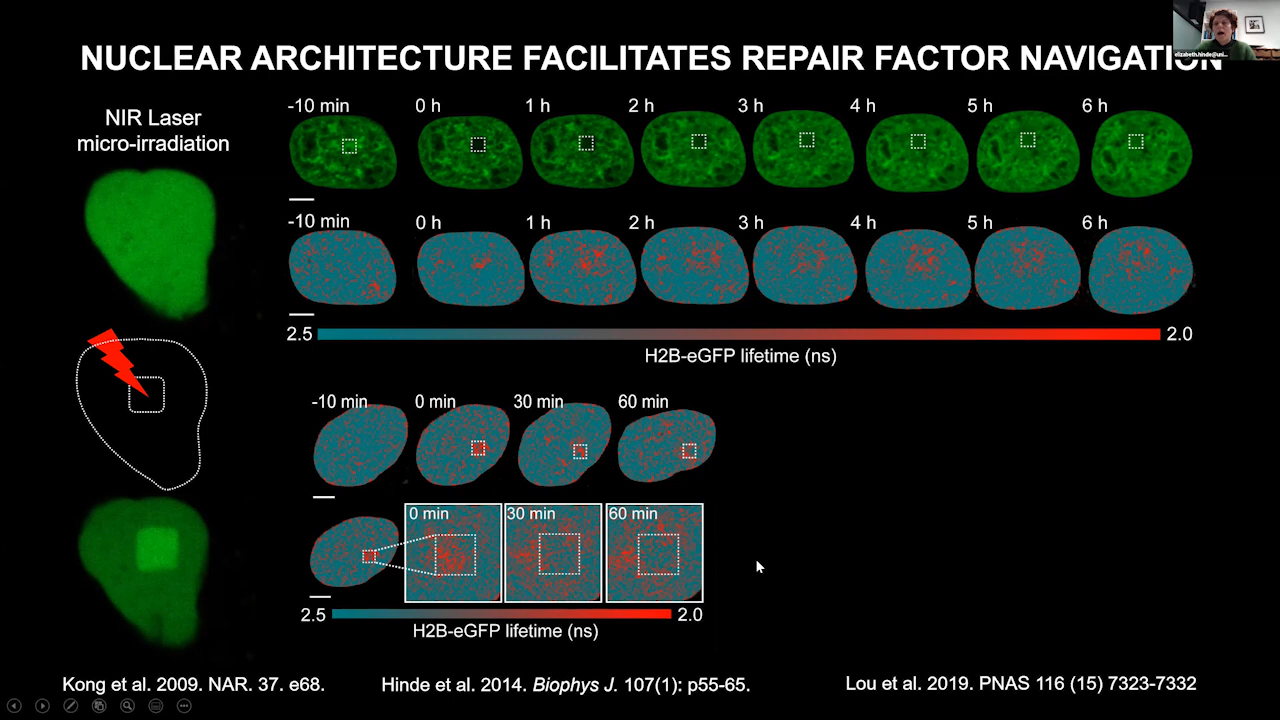 elizabeth.hinde@uni...
NUCLEAR ARCHITECTURE FACILITATES REPAIR FACTOR NAVIGATION
NIR Laser
micro-irradiation
-10 min 0 h 1 h 2 h 3 h 4 h 5 h 6 h
-10 min 0 h 1 h 2 h 3 h 4 h 5 h 6 h
2.5 2.0
H2B-eGFP lifetime (ns)
-10 min 0 min 30 min 60 min
0 min 30 min 60 min
2.5 2.0
H2B-eGFP lifetime (ns)
Kong et al. 2009. NAR. 37. e68.
Hinde et al. 2014. Biophys J. 107(1): p55-65.
Lou et al. 2019. PNAS 116 (15) 7323-7332